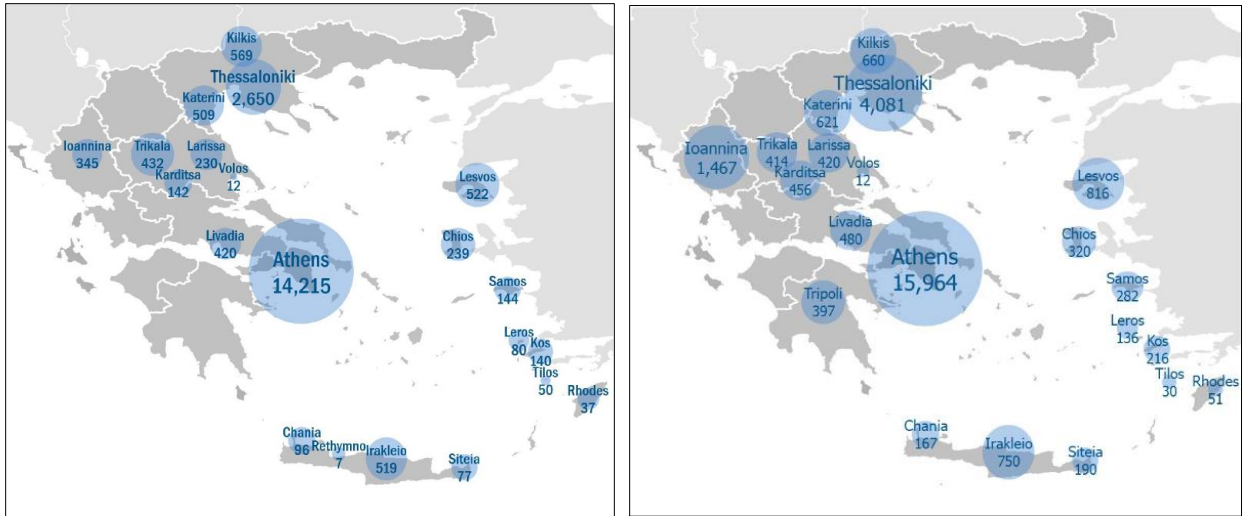 Kilkis
569
Thessaloniki
2,650
Katerini
509
Ioannina
345
Trikala
432
Larissa
230
Karditsa
142
Volos
12
Lesvos
522
Livadia
420
Chios
239
Athens
14,215
Samos
144
Leros
80
Kos
140
Tilos
50
Rhodes
37
Chania
96
Rethymno
7
Irakleio
519
Siteia
77
Kilkis
660
Thessaloniki
4,081
Katerini
621
Ioannina
1,467
Trikala
414
Larissa
420
Karditsa
456
Volos
12
Lesvos
816
Livadia
480
Chios
320
Athens
15,964
Tripoli
397
Samos
282
Leros
136
Kos
216
Tilos
30
Rhodes
51
Chania
167
Irakleio
750
Siteia
190